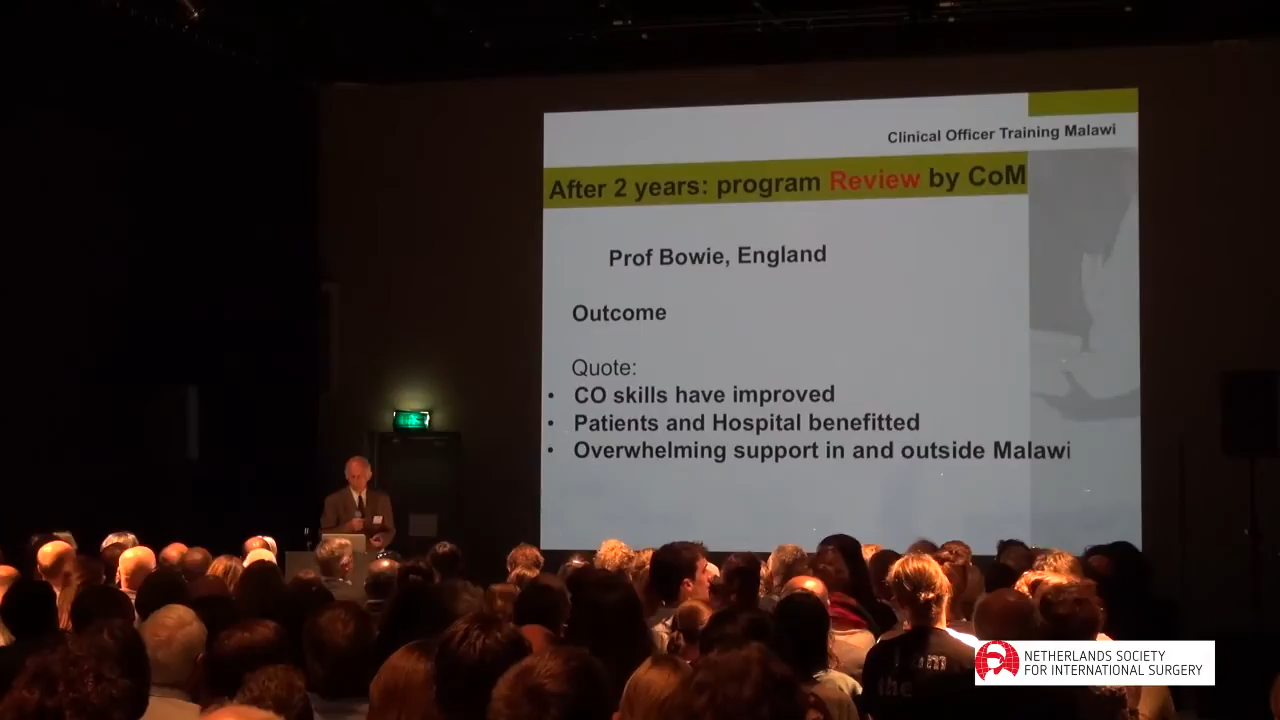 Clinical Officer Training Malawi
After 2 years: program Review by CoM
Prof Bowie, England
Outcome
Quote:
• CO skills have improved
• Patients and Hospital benefitted
• Overwhelming support in and outside Malawi
the
NETHERLANDS SOCIETY
FOR INTERNATIONAL SURGERY